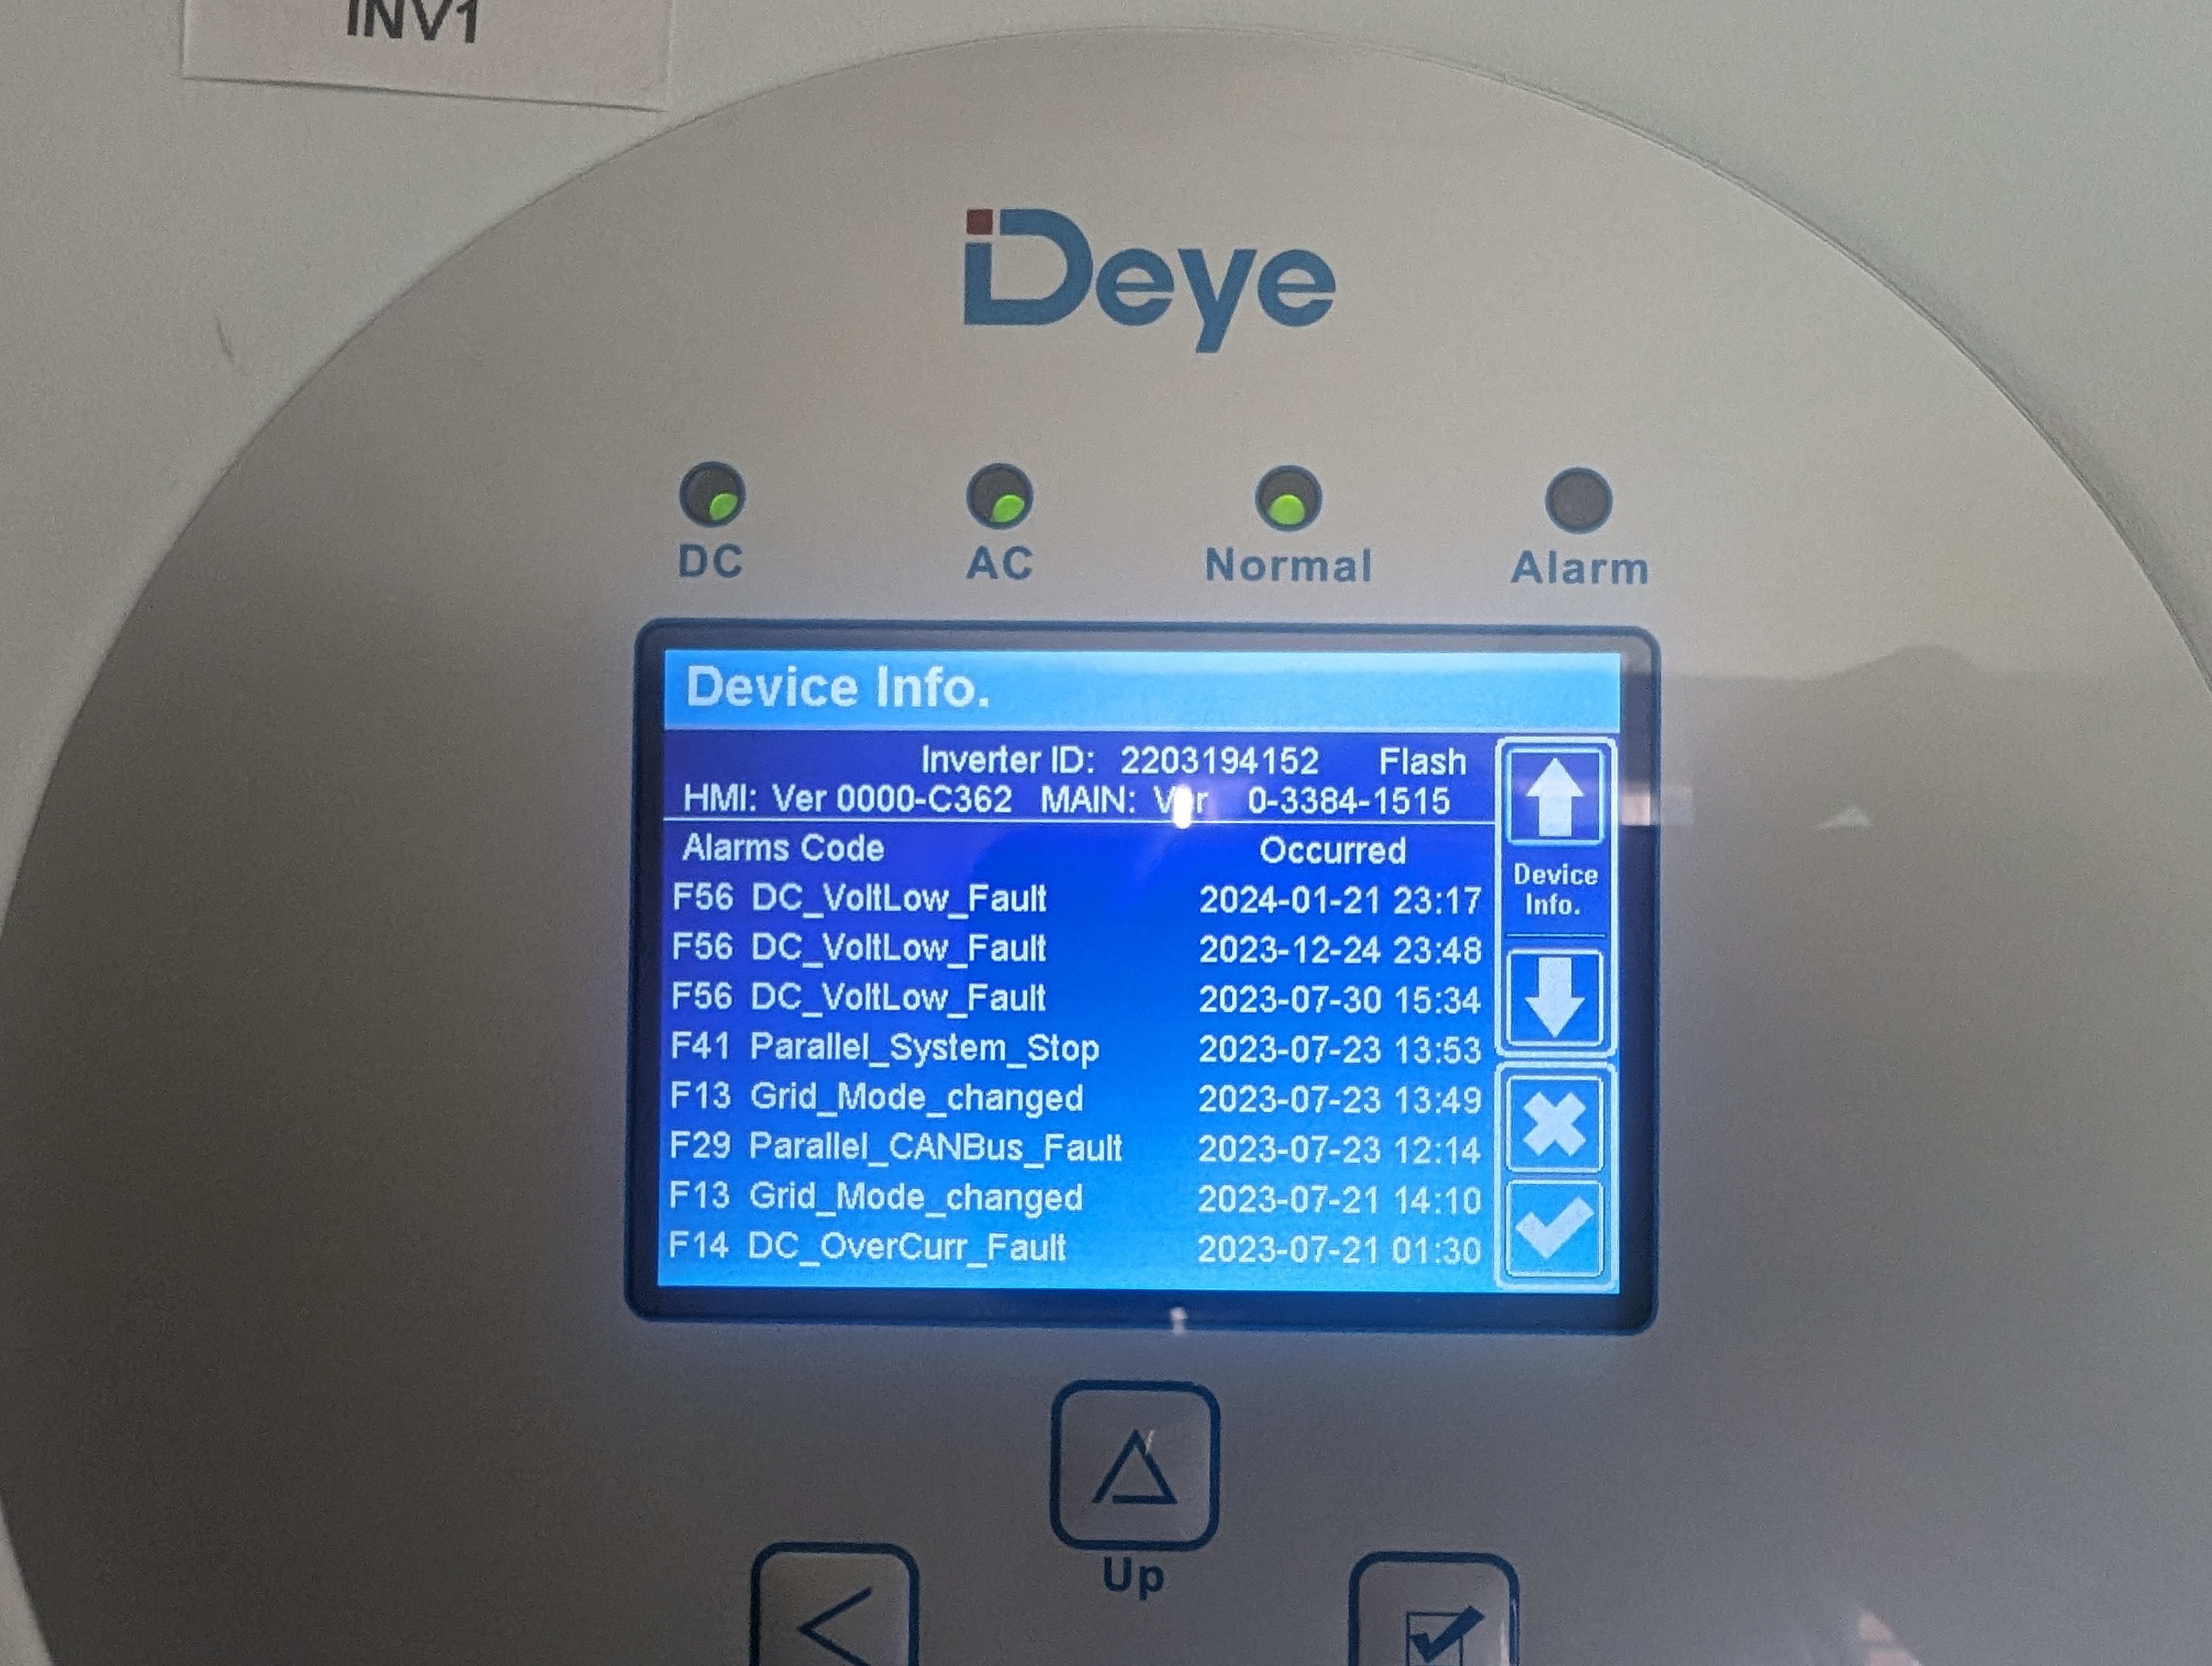 INV1
Deye
DC AC Normal Alarm
Device Info.
Inverter ID: 2203194152 Flash
HMI: Ver 0000-C362 MAIN: Ver 0-3384-1515
Alarms Code Occurred
F56 DC_VoltLow_Fault 2024-01-21 23:17
F56 DC_VoltLow_Fault 2023-12-24 23:48
F56 DC_VoltLow_Fault 2023-07-30 15:34
F41 Parallel_System_Stop 2023-07-23 13:53
F13 Grid_Mode_changed 2023-07-23 13:49
F29 Parallel_CANBus_Fault 2023-07-23 12:14
F13 Grid_Mode_changed 2023-07-21 14:10
F14 DC_OverCurr_Fault 2023-07-21 01:30
Device
Info.
Up